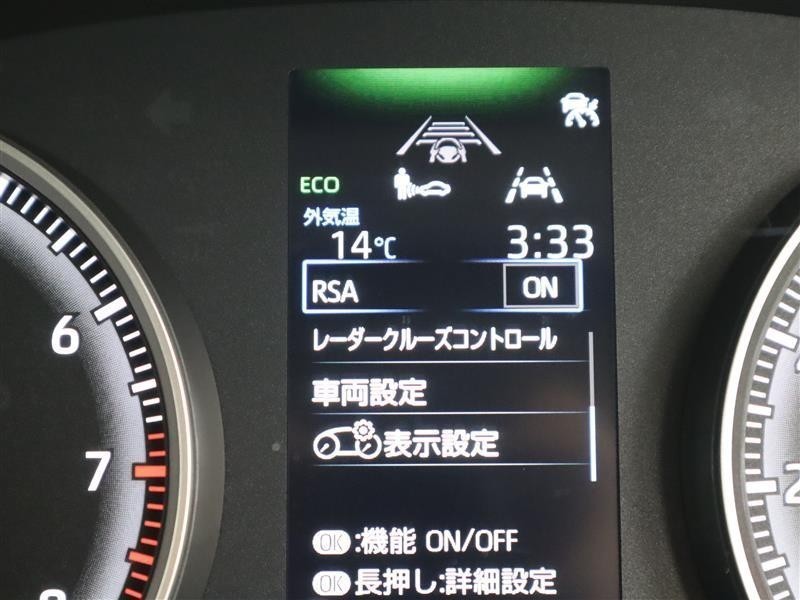 ECO
外気温
14℃ 3:33
RSA ON
レーダークルーズコントロール
車両設定
表示設定
OK:機能 ON/OFF
OK長押し:詳細設定
6
7
8
2